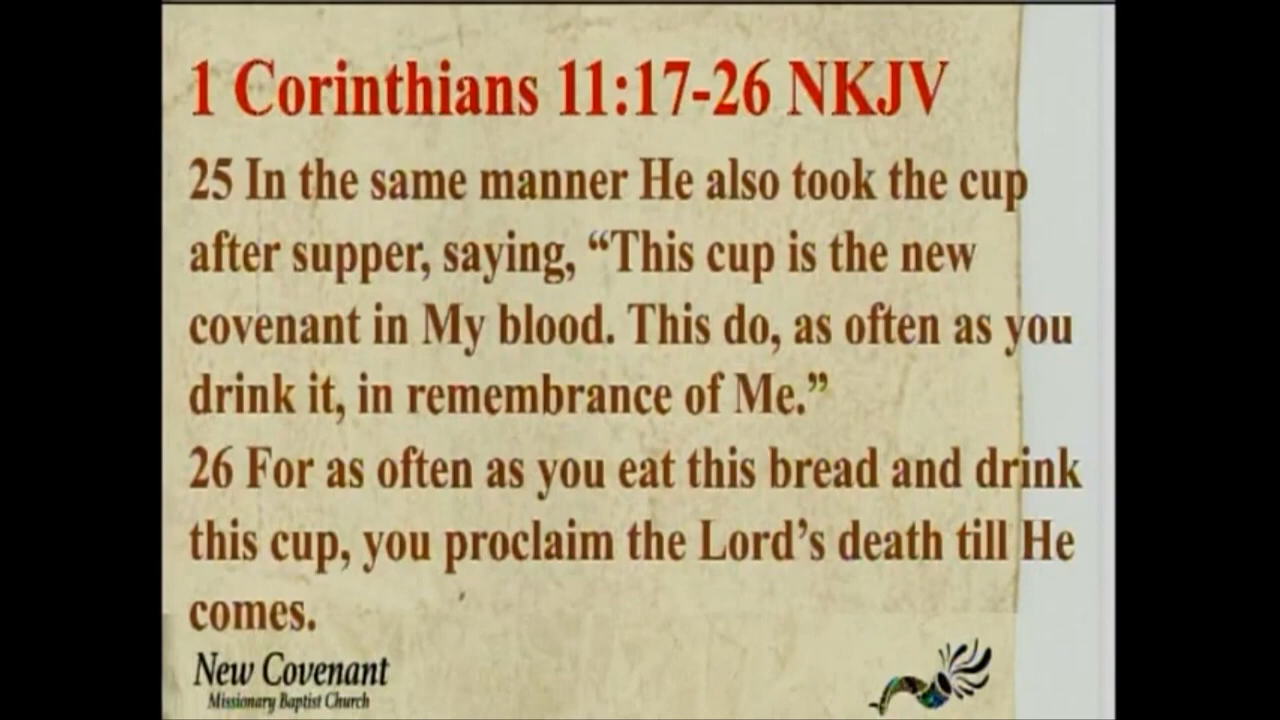 1 Corinthians 11:17-26 NKJV
25 In the same manner He also took the cup
after supper, saying, “This cup is the new
covenant in My blood. This do, as often as you
drink it, in remembrance of Me.”
26 For as often as you eat this bread and drink
this cup, you proclaim the Lord’s death till He
comes.
New Covenant
Missionary Baptist Church